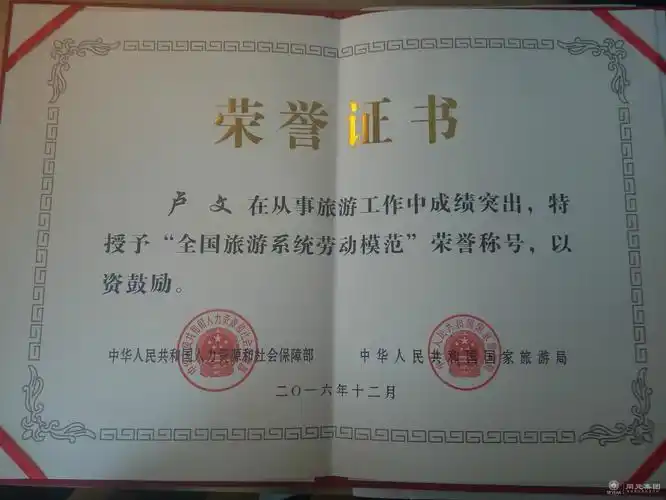 荣誉证书
卢 文 在从事旅游工作中成绩突出，特
授予“全国旅游系统劳动模范”荣誉称号，以
资鼓励。
中华人民共和国人力资源和社会保障部 中华人民共和国国家旅游局
二〇一六年十二月
同元集团